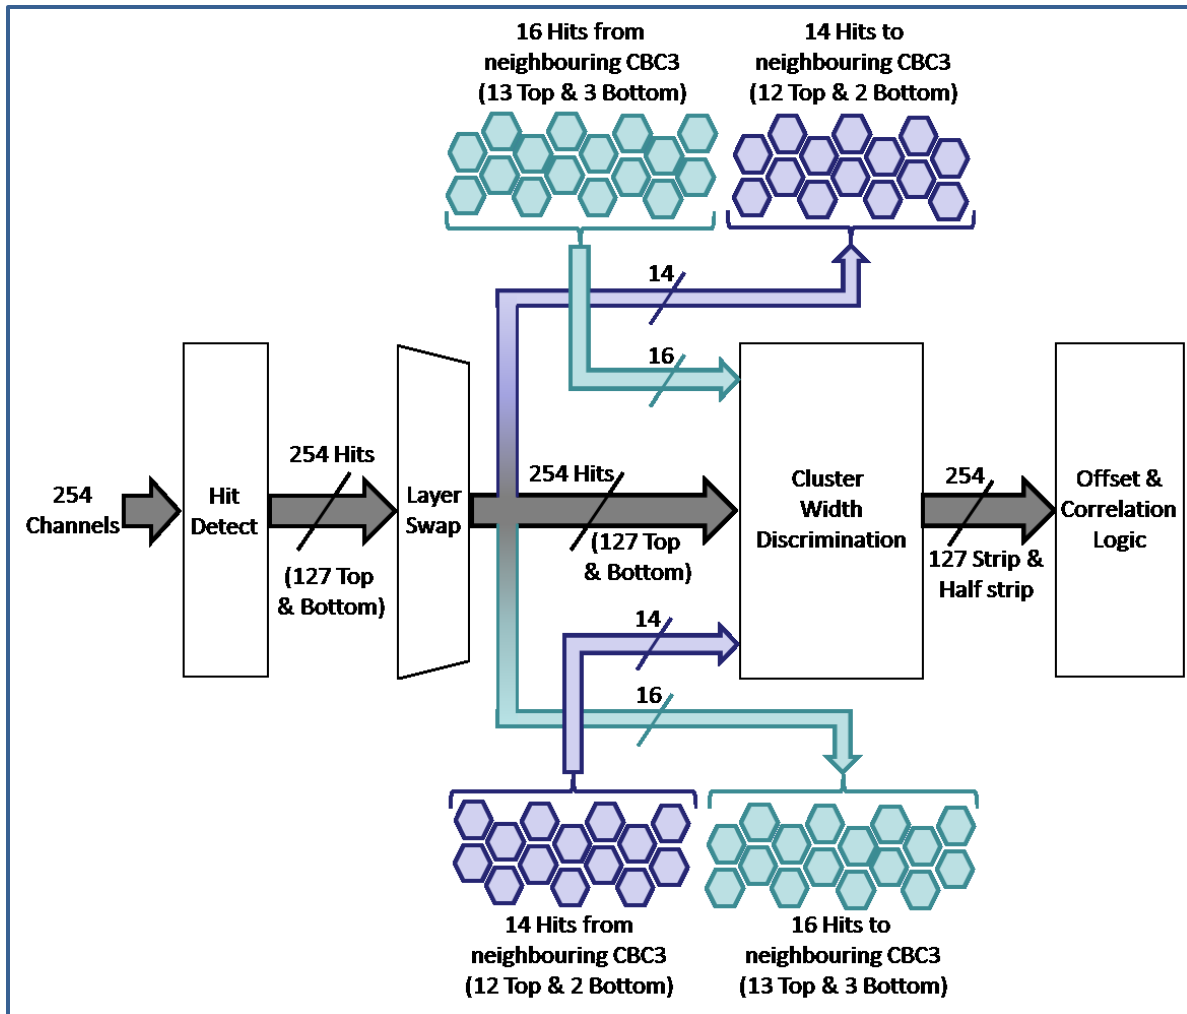 16 Hits from
neighbouring CBC3
(13 Top & 3 Bottom)
14 Hits to
neighbouring CBC3
(12 Top & 2 Bottom)
14
16
254
Channels
Hit
Detect
254 Hits
(127 Top
& Bottom)
Layer
Swap
254 Hits
(127 Top
& Bottom)
Cluster
Width
Discrimination
254
127 Strip &
Half strip
Offset &
Correlation
Logic
14
16
14 Hits from
neighbouring CBC3
(12 Top & 2 Bottom)
16 Hits to
neighbouring CBC3
(13 Top & 3 Bottom)